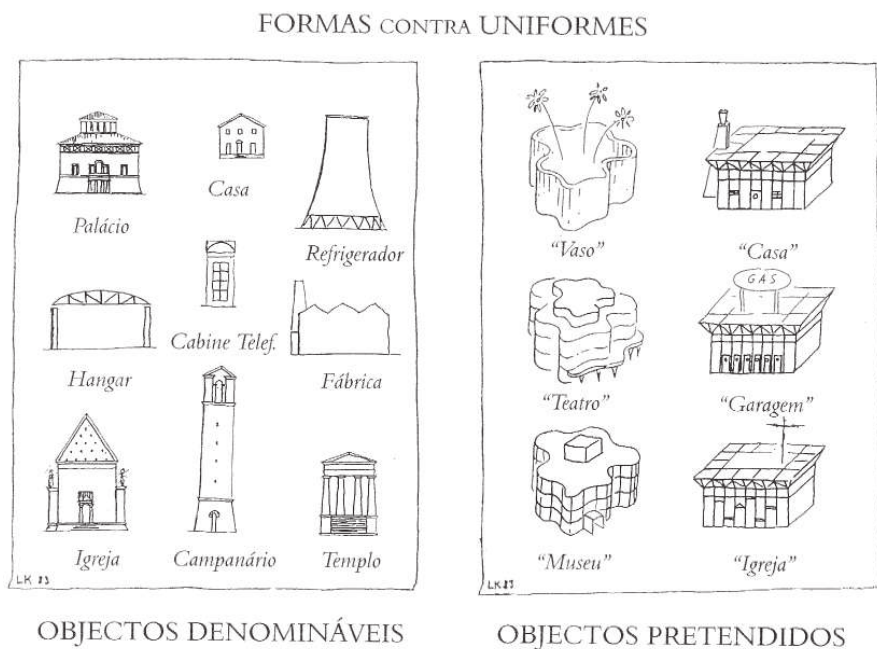 FORMAS CONTRA UNIFORMES
Palácio
Casa
Refrigerador
Hangar
Cabine Telef.
Fábrica
Igreja
Campanário
Templo
LK 83
OBJECTOS DENOMINÁVEIS
"Vaso"
"Casa"
GAS
"Teatro"
"Garagem"
"Museu"
"Igreja"
LK 83
OBJECTOS PRETENDIDOS